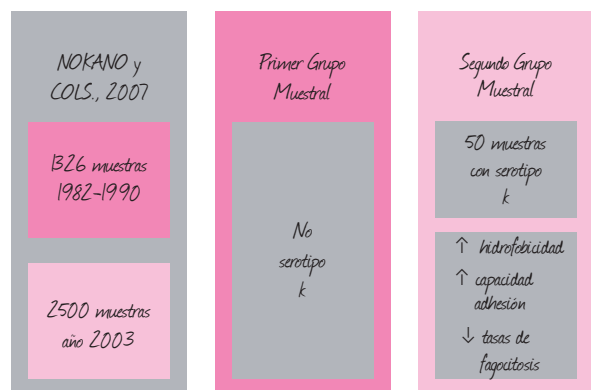 NOKANO y
COLS., 2007
1326 muestras
1982-1990
2500 muestras
año 2003
Primer Grupo
Muestral
No
serotipo
k
Segundo Grupo
Muestral
50 muestras
con serotipo
k
↑ hidrofobicidad
↑ capacidad
adhesión
↓ tasas de
fagocitosis